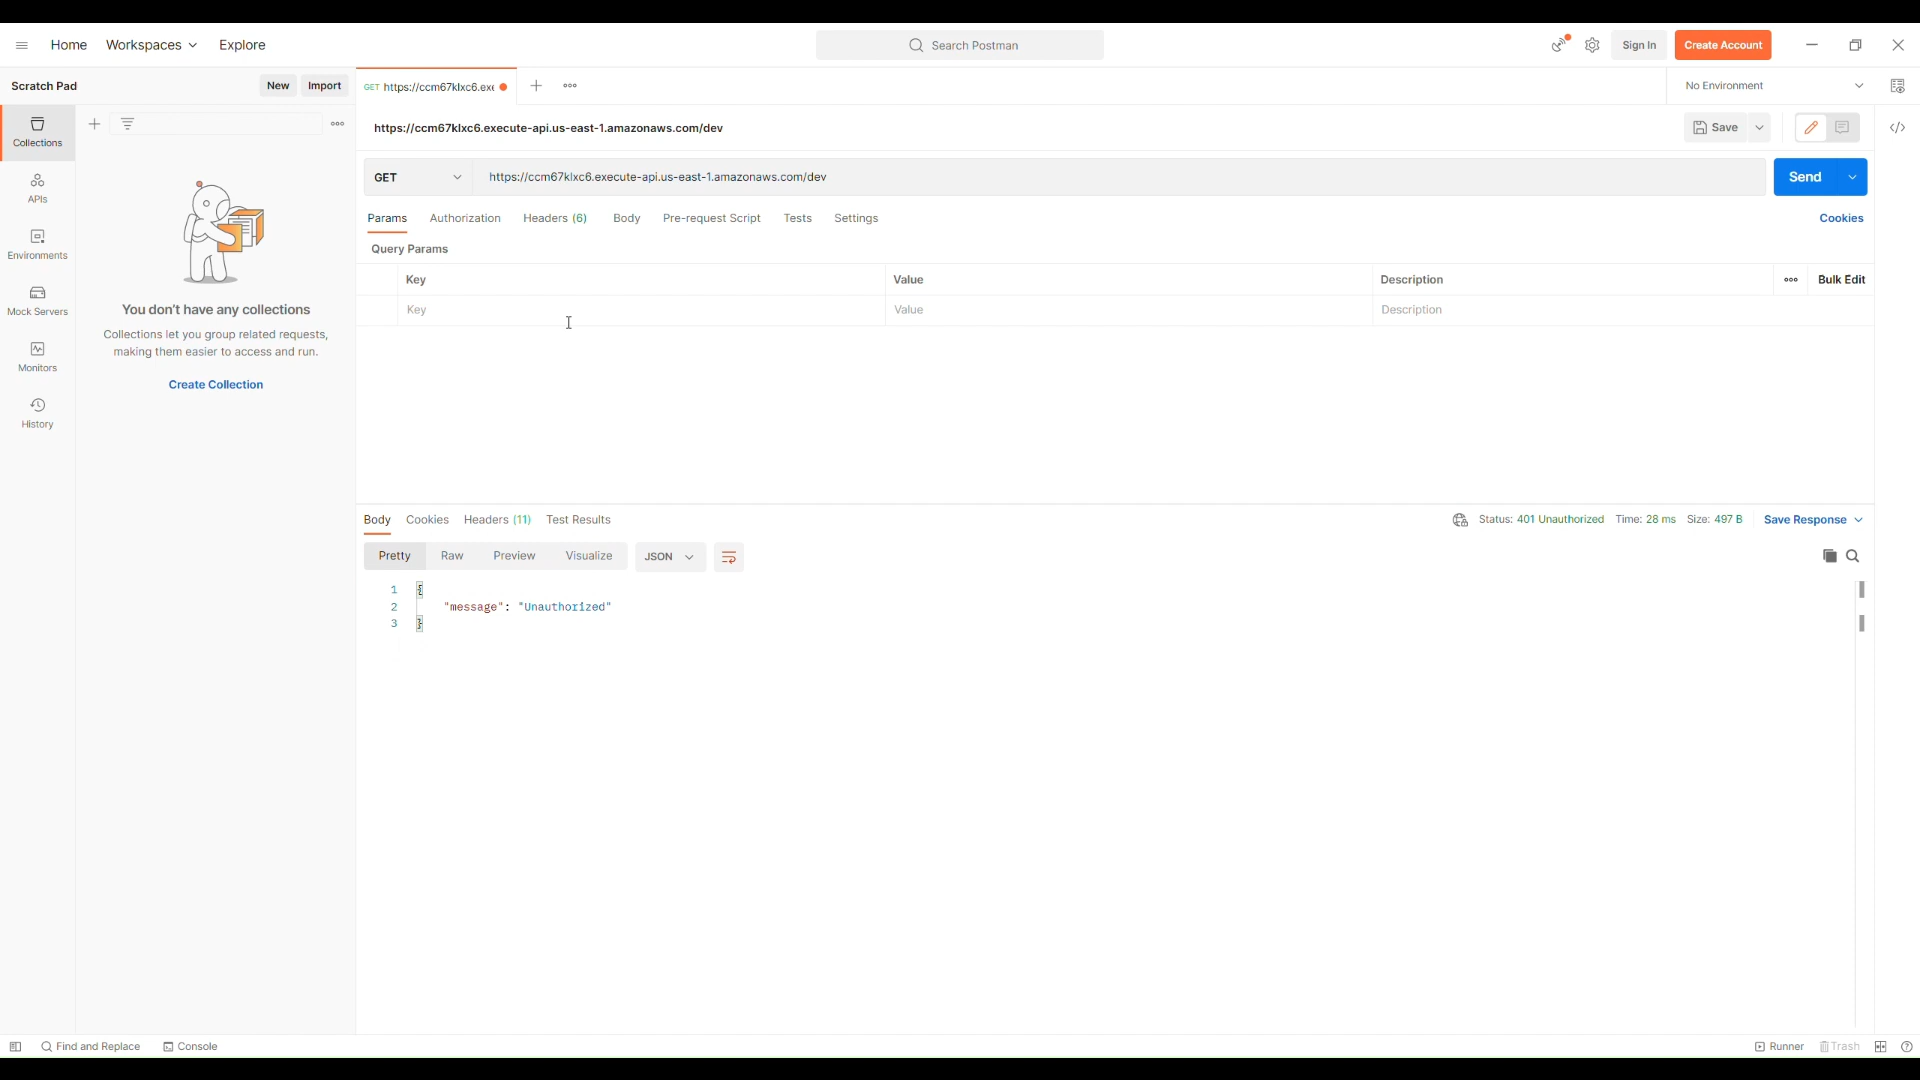 Home Workspaces Explore Search Postman Sign In Create Account
Scratch Pad New Import GET https://ccm67klxc6.exe No Environment
https://ccm67klxc6.execute-api.us-east-1.amazonaws.com/dev Save
Collections
GET https://ccm67klxc6.execute-api.us-east-1.amazonaws.com/dev Send
APIs
Params Authorization Headers (6) Body Pre-request Script Tests Settings Cookies
Query Params
Environments
Key Value Description Bulk Edit
Key Value Description
Mock Servers
You don't have any collections
Collections let you group related requests,
making them easier to access and run.
Monitors
Create Collection
History
Body Cookies Headers (11) Test Results Status: 401 Unauthorized Time: 28 ms Size: 497 B Save Response
Pretty Raw Preview Visualize JSON
1 {
2 "message": "Unauthorized"
3 }
Find and Replace Console Runner Trash